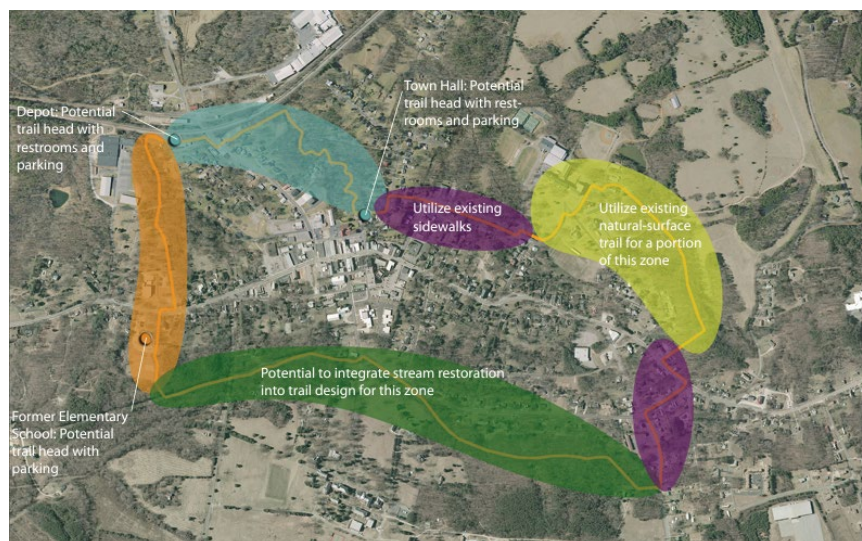 Depot: Potential
trail head with
restrooms and
parking
Town Hall: Potential
trail head with rest-
rooms and parking
Utilize existing
sidewalks
Utilize existing
natural-surface
trail for a portion
of this zone
Potential to integrate stream restoration
into trail design for this zone
Former Elementary
School: Potential
trail head with
parking